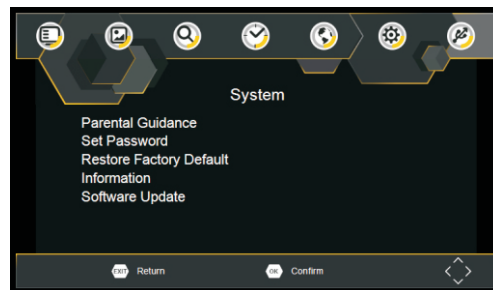 System
Parental Guidance
Set Password
Restore Factory Default
Information
Software Update
EXIT Return OK Confirm